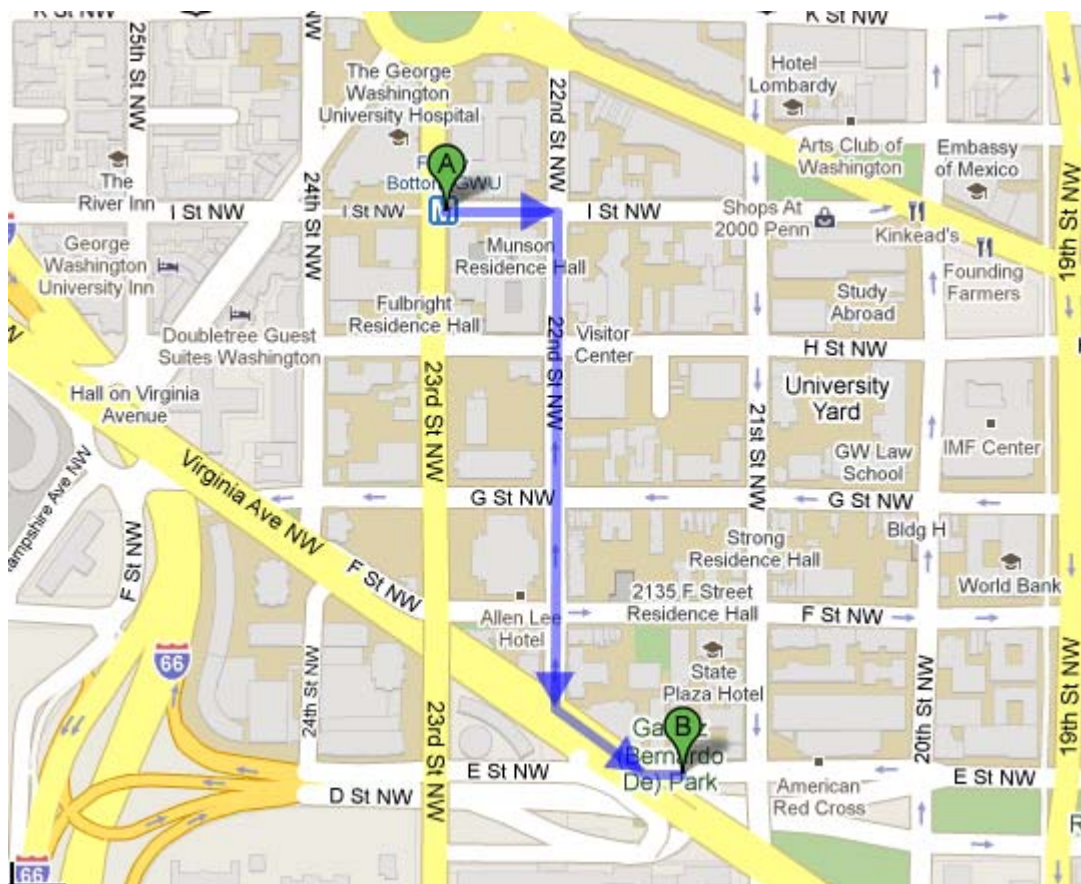 K St NW
K St NW
25th St NW
24th St NW
22nd St NW
19th St NW
The George
Washington
University Hospital
Hotel
Lombardy
Arts Club of
Washington
Embassy
of Mexico
The
River Inn
A
GWU
M
I St NW
I St NW
I St NW
Shops At
2000 Penn
Kinkead's
Founding
Farmers
George
Washington
University Inn
Munson
Residence Hall
Study
Abroad
Fulbright
Residence Hall
Doubletree Guest
Suites Washington
Visitor
Center
22nd St NW
H St NW
Hall on Virginia
Avenue
23rd St NW
21st St NW
University
Yard
GW Law
School
IMF Center
Virginia Ave NW
G St NW
G St NW
Bldg H
F St NW
F St NW
Strong
Residence Hall
World Bank
2135 F Street
Residence Hall
F St NW
Allen Lee
Hotel
66
24th St NW
State
Plaza Hotel
23rd St NW
20th St NW
19th St NW
B
De) Park
E St NW
E St NW
D St NW
American
Red Cross
66